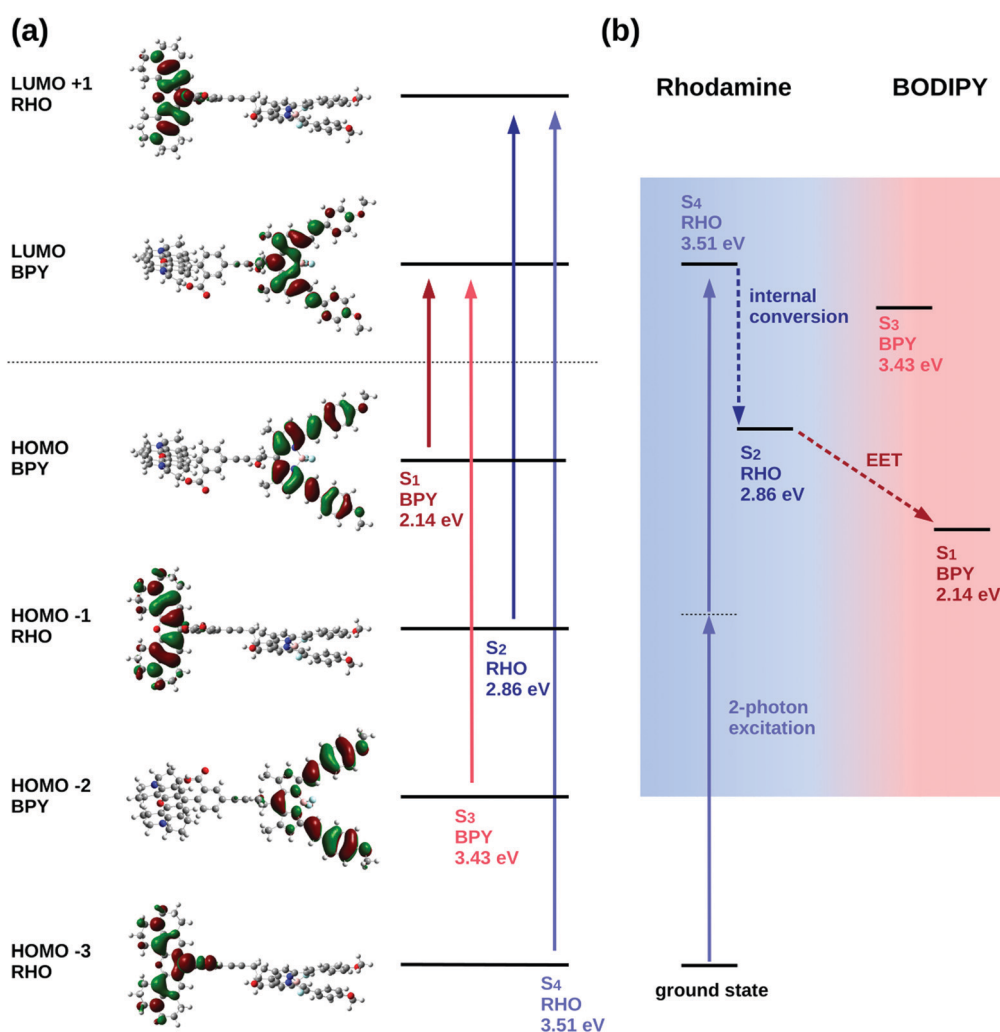 (a)
LUMO +1
RHO
LUMO
BPY
HOMO
BPY
S1
BPY
2.14 eV
HOMO -1
RHO
S2
RHO
2.86 eV
HOMO -2
BPY
S3
BPY
3.43 eV
HOMO -3
RHO
S4
RHO
3.51 eV
(b)
Rhodamine
BODIPY
S4
RHO
3.51 eV
internal
conversion
S3
BPY
3.43 eV
S2
RHO
2.86 eV
EET
S1
BPY
2.14 eV
2-photon
excitation
ground state